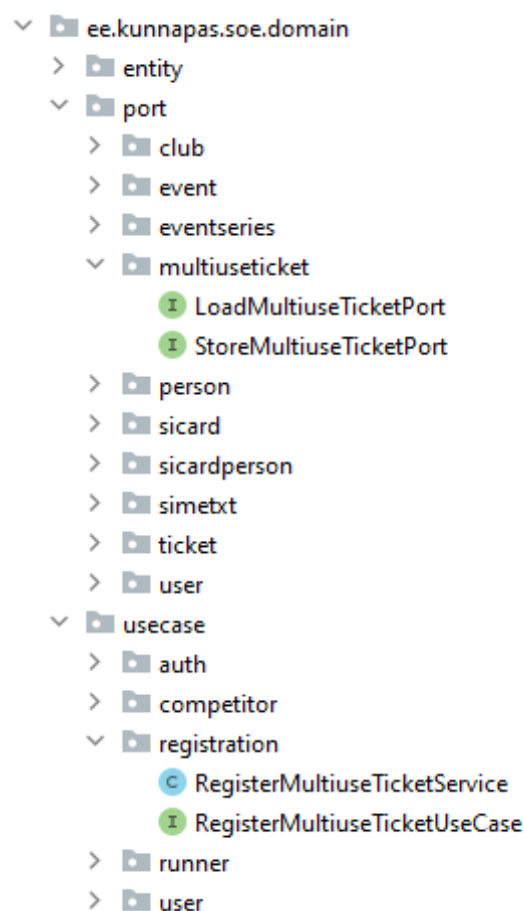 ee.kunnapas.soe.domain
entity
port
club
event
eventseries
multiuseticket
I LoadMultiuseTicketPort
I StoreMultiuseTicketPort
person
sicard
sicardperson
simetxt
ticket
user
usecase
auth
competitor
registration
C RegisterMultiuseTicketService
I RegisterMultiuseTicketUseCase
runner
user